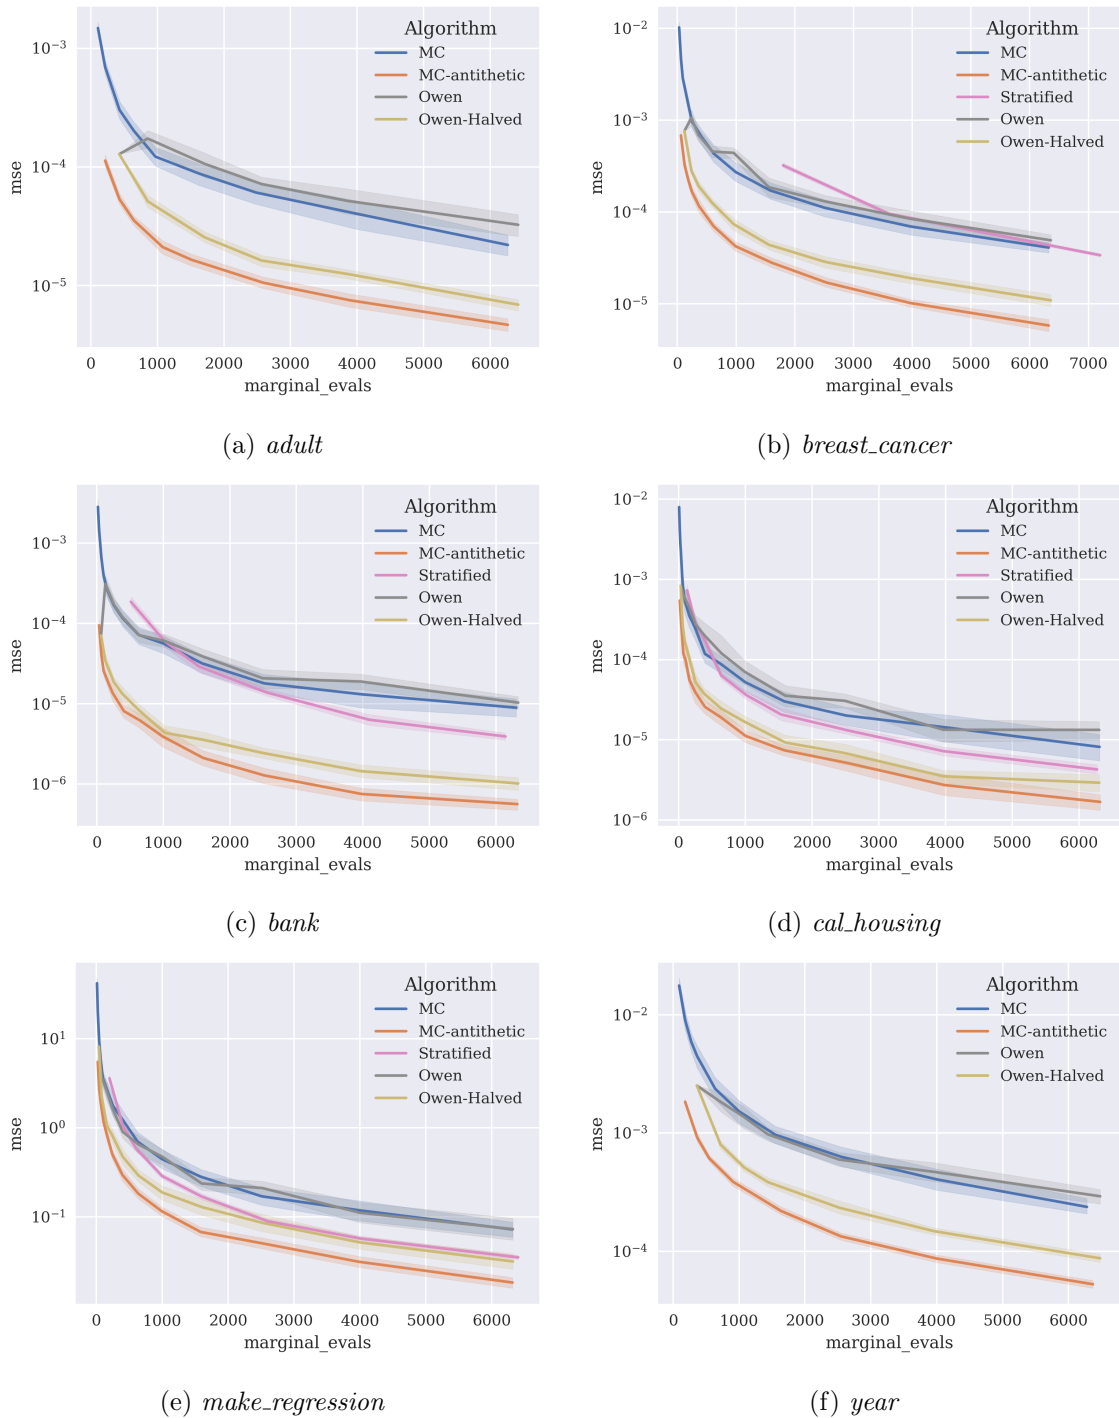 Algorithm
MC
MC-antithetic
Owen
Owen-Halved
mse
10⁻³
10⁻⁴
10⁻⁵
0 1000 2000 3000 4000 5000 6000
marginal_evals
(a) adult
Algorithm
MC
MC-antithetic
Stratified
Owen
Owen-Halved
mse
10⁻²
10⁻³
10⁻⁴
10⁻⁵
0 1000 2000 3000 4000 5000 6000 7000
marginal_evals
(b) breast_cancer
Algorithm
MC
MC-antithetic
Stratified
Owen
Owen-Halved
mse
10⁻³
10⁻⁴
10⁻⁵
10⁻⁶
0 1000 2000 3000 4000 5000 6000
marginal_evals
(c) bank
Algorithm
MC
MC-antithetic
Stratified
Owen
Owen-Halved
mse
10⁻²
10⁻³
10⁻⁴
10⁻⁵
10⁻⁶
0 1000 2000 3000 4000 5000 6000
marginal_evals
(d) cal_housing
Algorithm
MC
MC-antithetic
Stratified
Owen
Owen-Halved
mse
10¹
10⁰
10⁻¹
0 1000 2000 3000 4000 5000 6000
marginal_evals
(e) make_regression
Algorithm
MC
MC-antithetic
Owen
Owen-Halved
mse
10⁻²
10⁻³
10⁻⁴
0 1000 2000 3000 4000 5000 6000
marginal_evals
(f) year